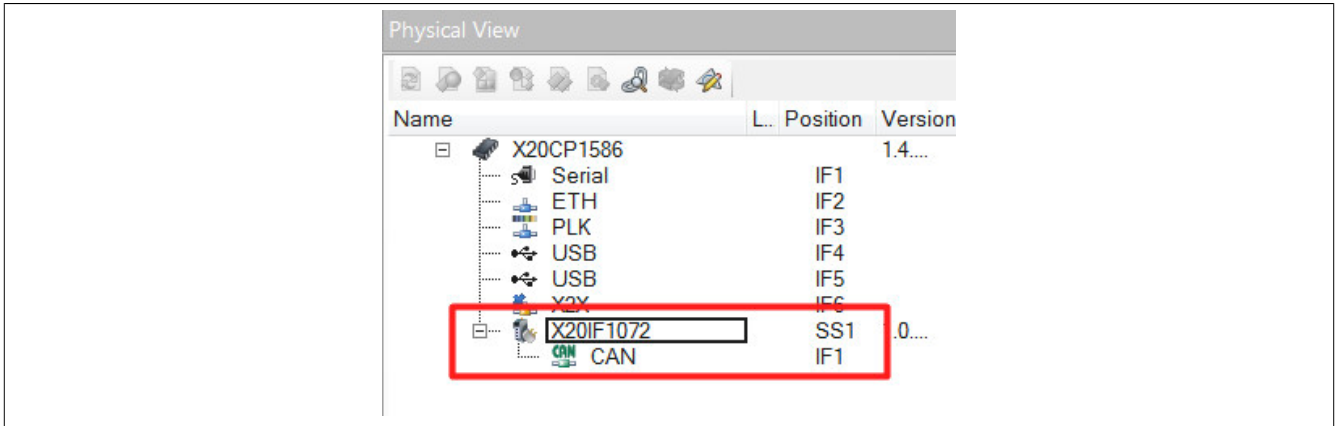 Physical View
Name L.. Position Version
X20CP1586 1.4....
Serial IF1
ETH IF2
PLK IF3
USB IF4
USB IF5
X2X IF6
X20IF1072 SS1 .0....
CAN CAN IF1